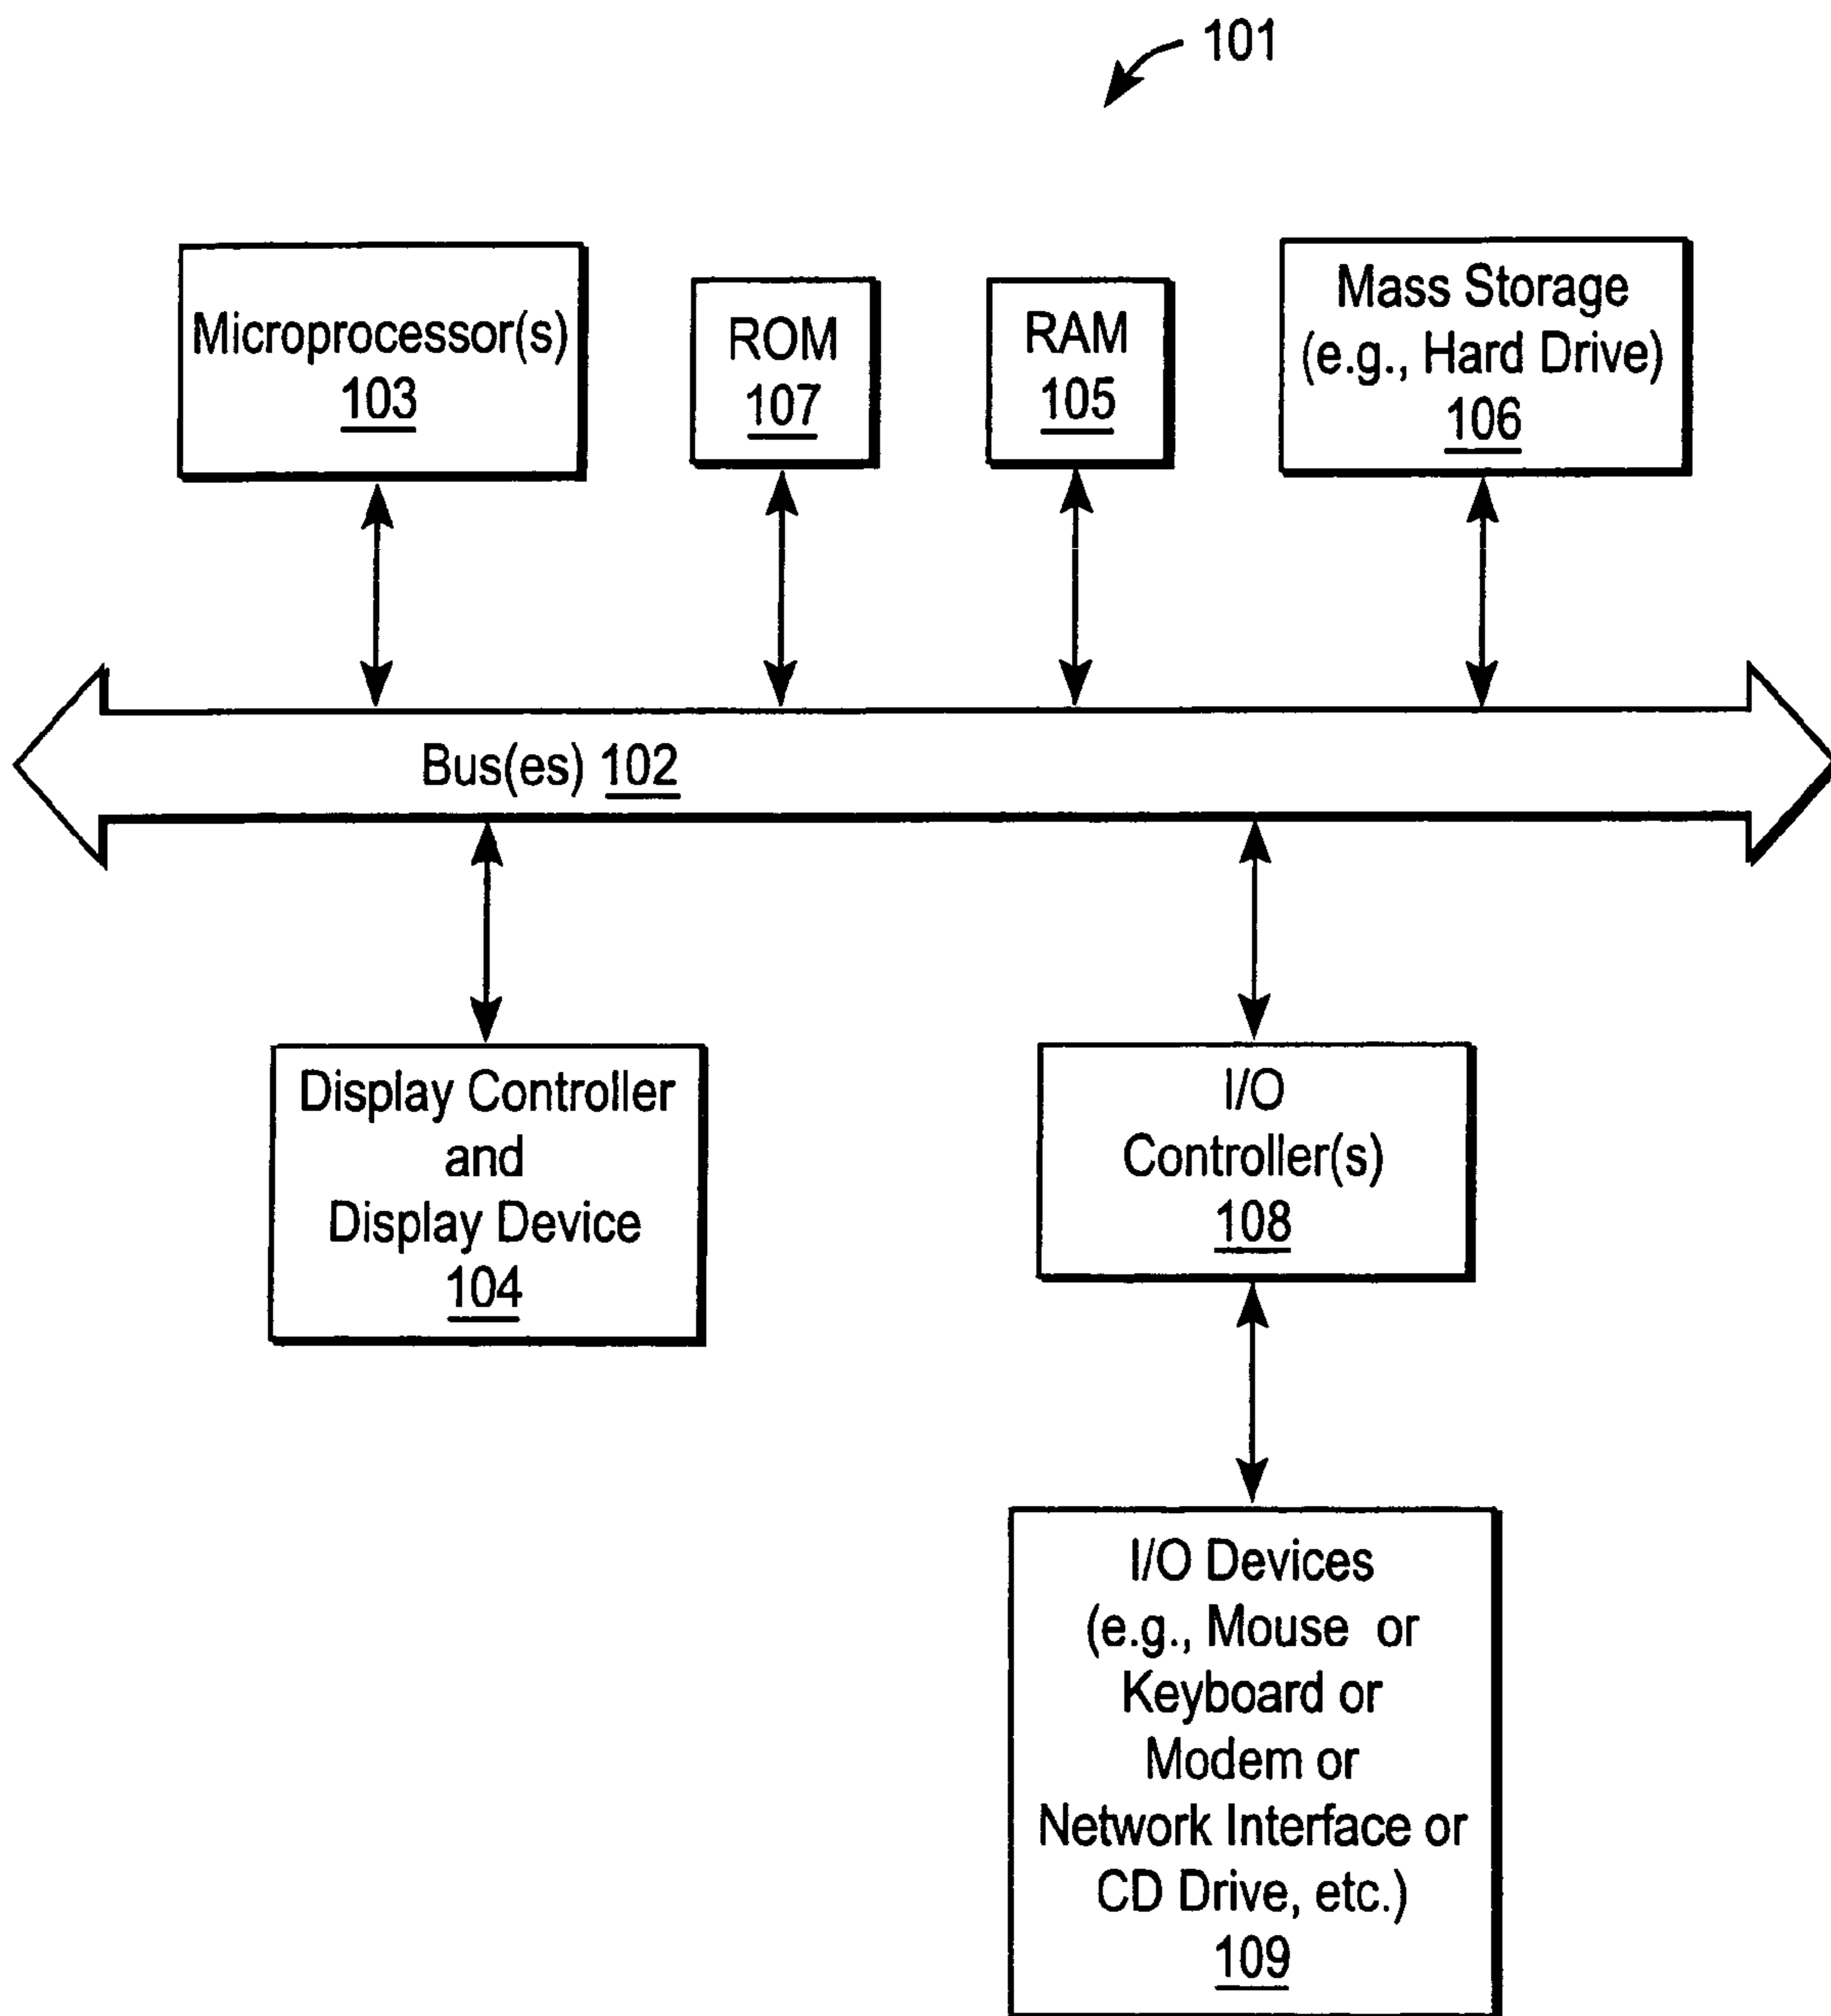 101
Microprocessor(s)
103
ROM
107
RAM
105
Mass Storage
(e.g., Hard Drive)
106
Bus(es) 102
Display Controller
and
Display Device
104
I/O
Controller(s)
108
I/O Devices
(e.g., Mouse or
Keyboard or
Modem or
Network Interface or
CD Drive, etc.)
109